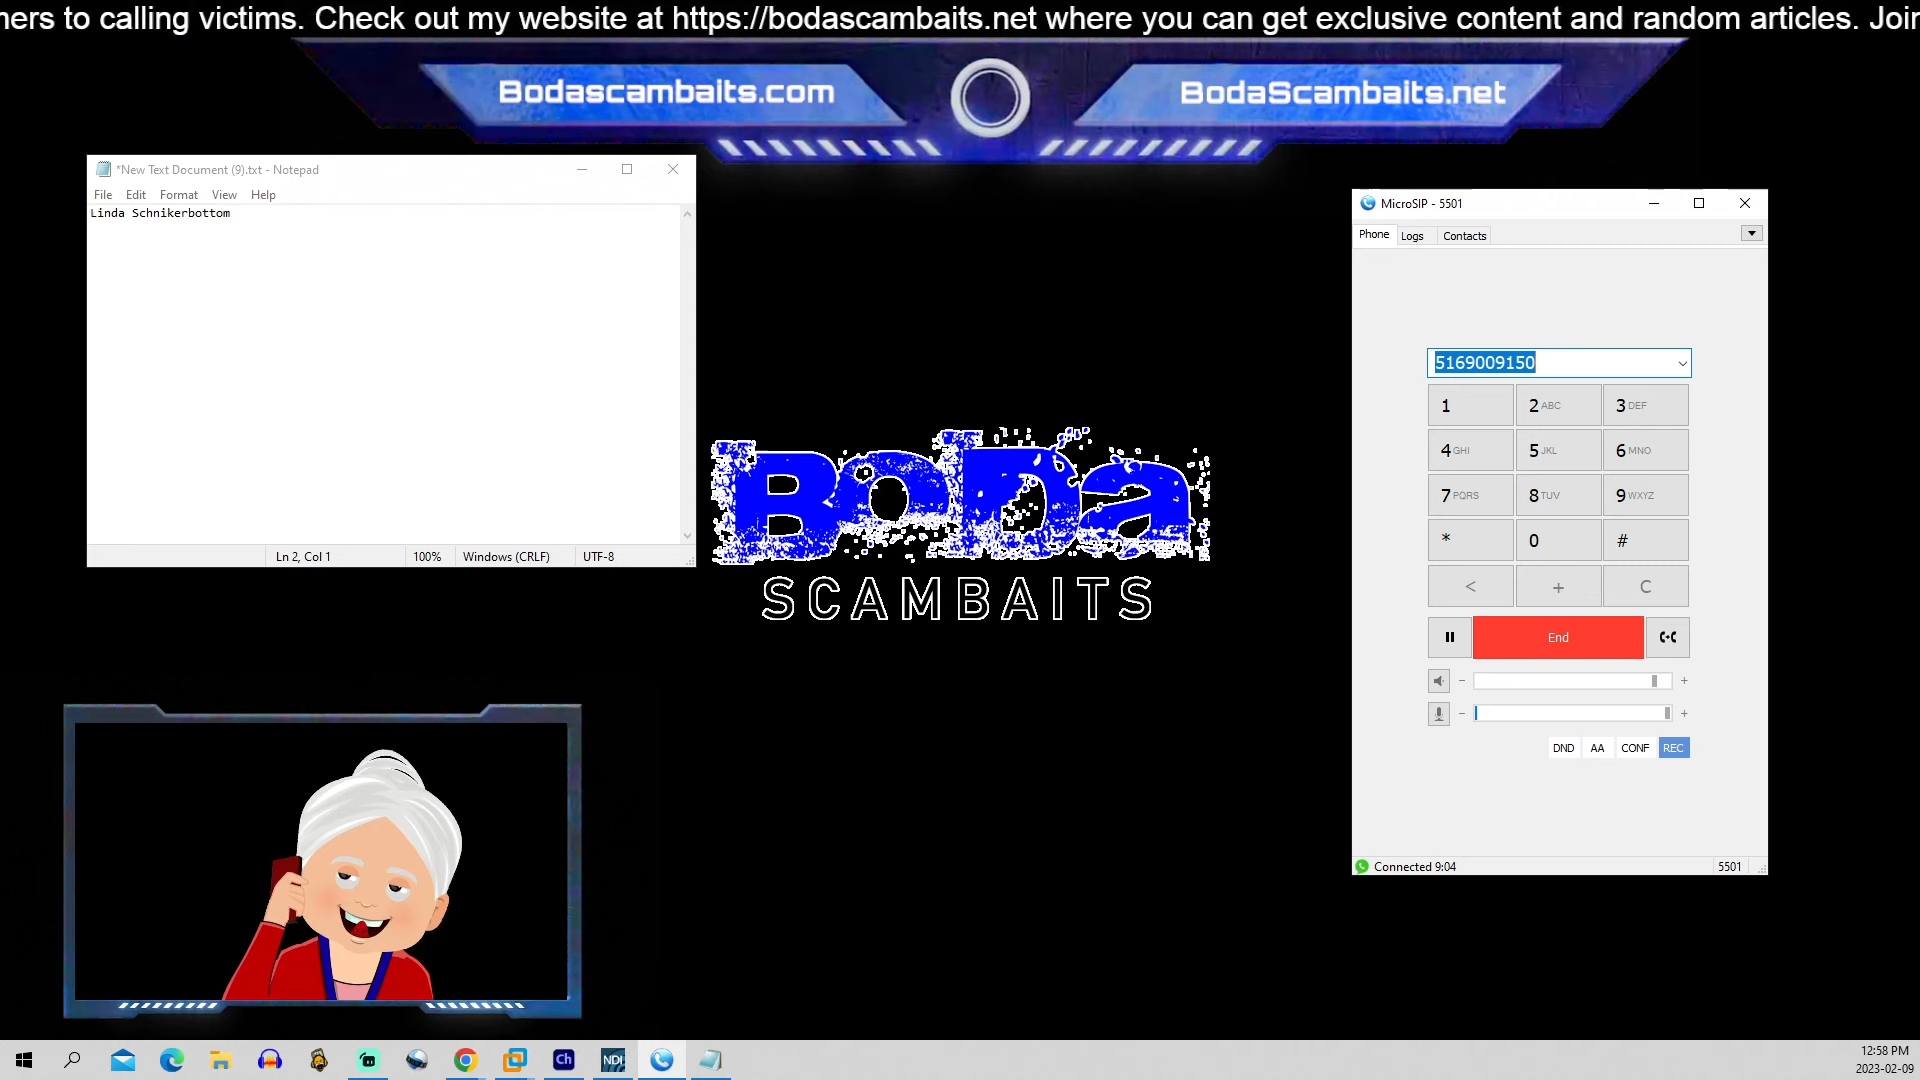 ners to calling victims. Check out my website at https://bodascambaits.net where you can get exclusive content and random articles. Join
Bodascambaits.com
BodaScambaits.net
*New Text Document (9).txt - Notepad
File Edit Format View Help
Linda Schnikerbottom
Ln 2, Col 1 100% Windows (CRLF) UTF-8
BoDa
SCAMBAITS
MicroSIP - 5501
Phone Logs Contacts
5169009150
1 2 ABC 3 DEF
4 GHI 5 JKL 6 MNO
7 PQRS 8 TUV 9 WXYZ
* 0 #
< + C
End
- +
- +
DND AA CONF REC
Connected 9:04 5501
Ch NDI
12:58 PM
2023-02-09